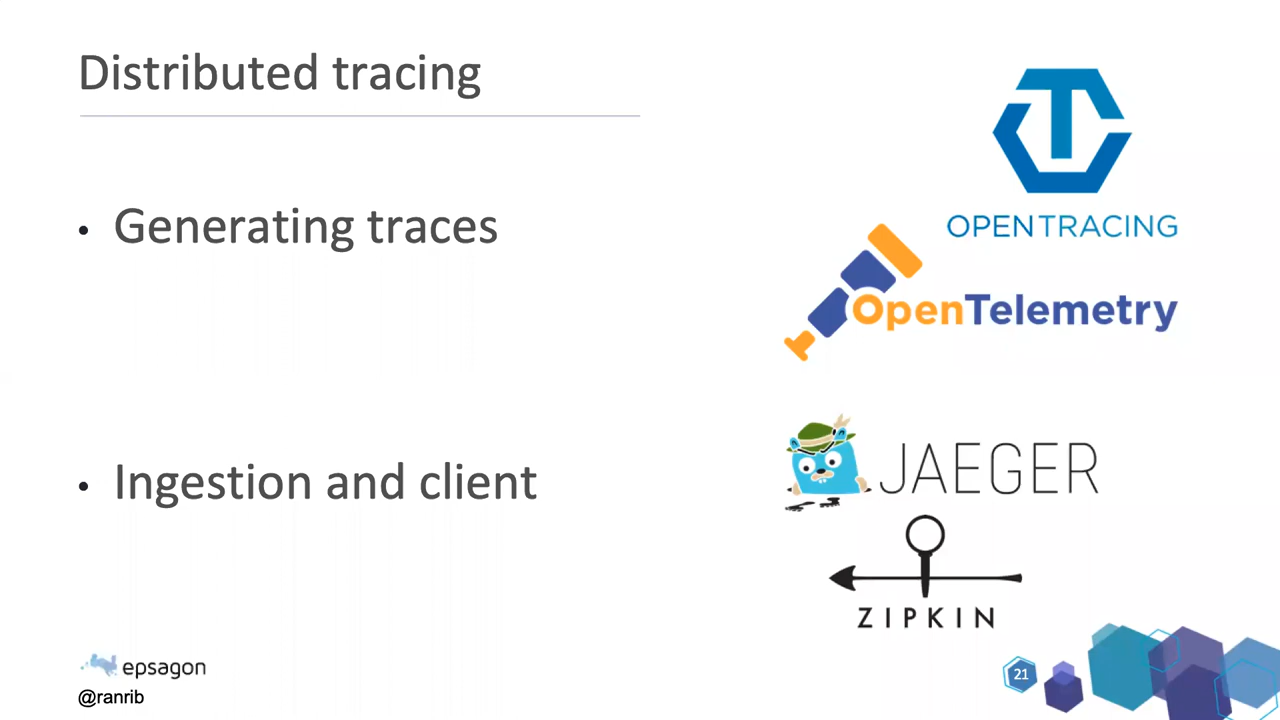 Distributed tracing
• Generating traces
OPENTRACING
OpenTelemetry
• Ingestion and client
JAEGER
ZIPKIN
epsagon
@ranrib
21